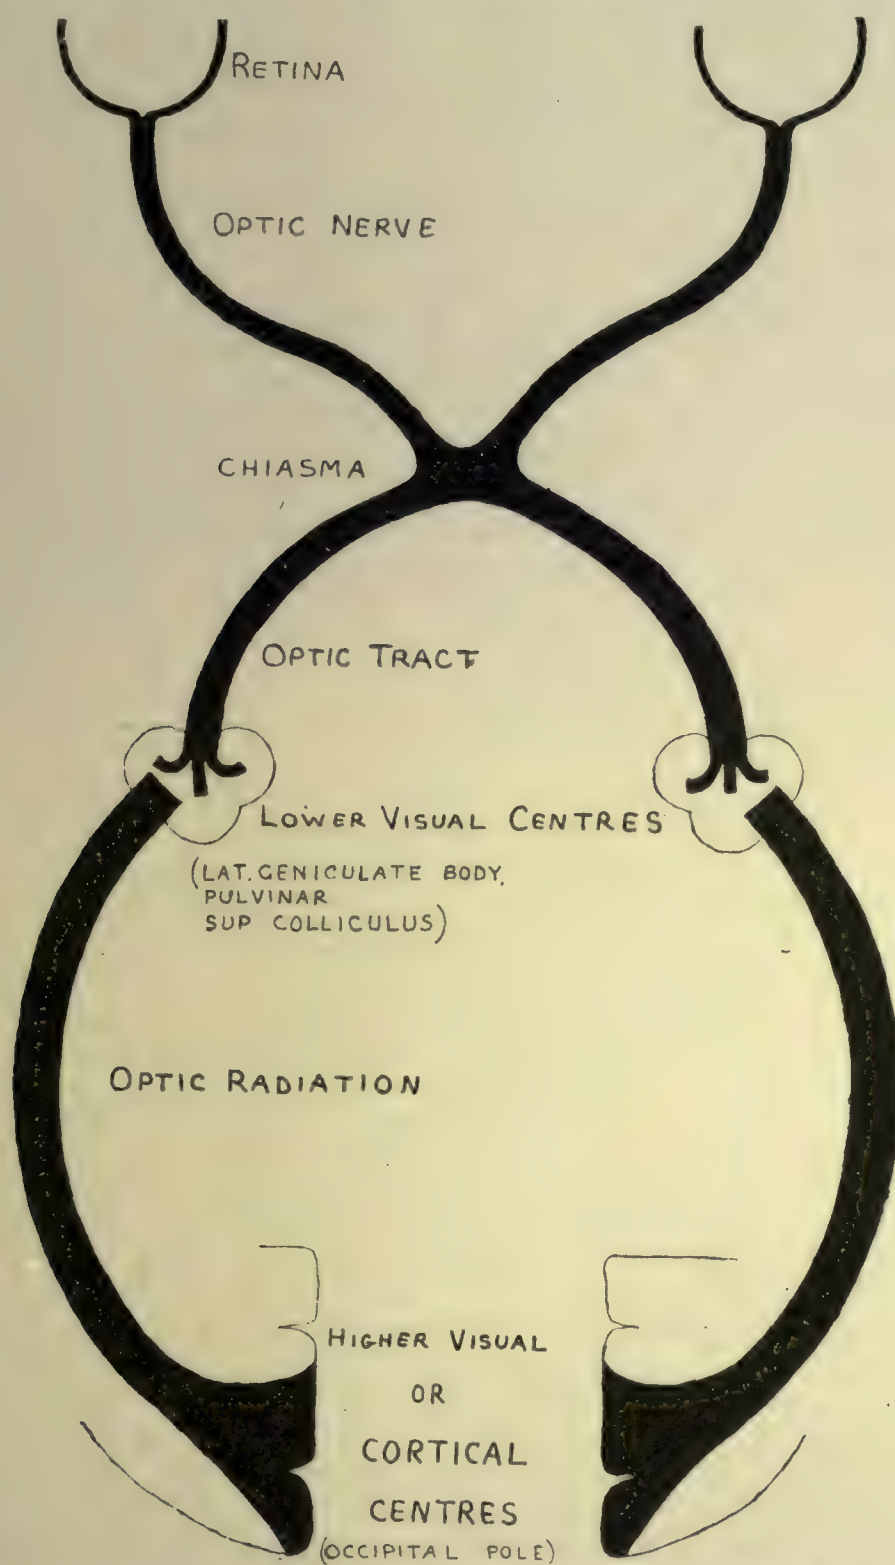 RETINA
OPTIC NERVE
CHIASMA
OPTIC TRACT
LOWER VISUAL CENTRES
(LAT. GENICULATE BODY,
PULVINAR
SUP COLLICULUS)
OPTIC RADIATION
HIGHER VISUAL
OR
CORTICAL
CENTRES
(OCCIPITAL POLE)